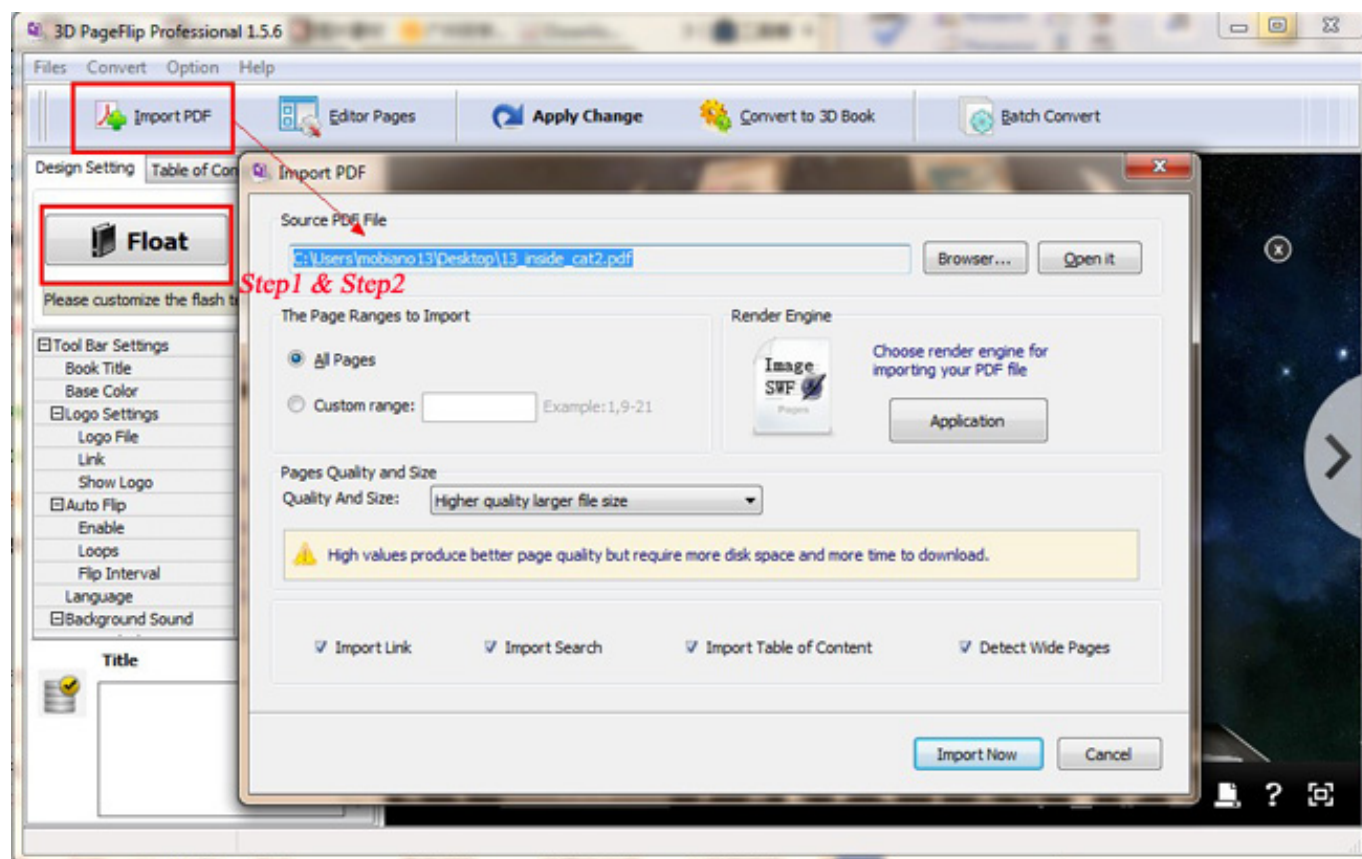 3D PageFlip Professional 1.5.6
Files Convert Option Help
Import PDF Editor Pages Apply Change Convert to 3D Book Batch Convert
Design Setting Table of Con
Import PDF
Float
Source PDF File
C:\Users\mobiano13\Desktop\13_inside_cat2.pdf Browser... Open it
Step1 & Step2
Please customize the flash t
The Page Ranges to Import
All Pages
Custom range: Example:1,9-21
Render Engine
Image
SWF
Pages
Choose render engine for
importing your PDF file
Application
Tool Bar Settings
Book Title
Base Color
Logo Settings
Logo File
Link
Show Logo
Auto Flip
Enable
Loops
Flip Interval
Language
Background Sound
Pages Quality and Size
Quality And Size: Higher quality larger file size
High values produce better page quality but require more disk space and more time to download.
Import Link Import Search Import Table of Content Detect Wide Pages
Title
Import Now Cancel